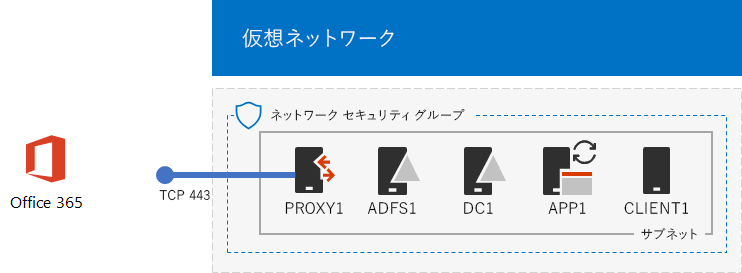 仮想ネットワーク
ネットワーク セキュリティ グループ
Office 365
TCP 443
PROXY1
ADFS1
DC1
APP1
CLIENT1
サブネット